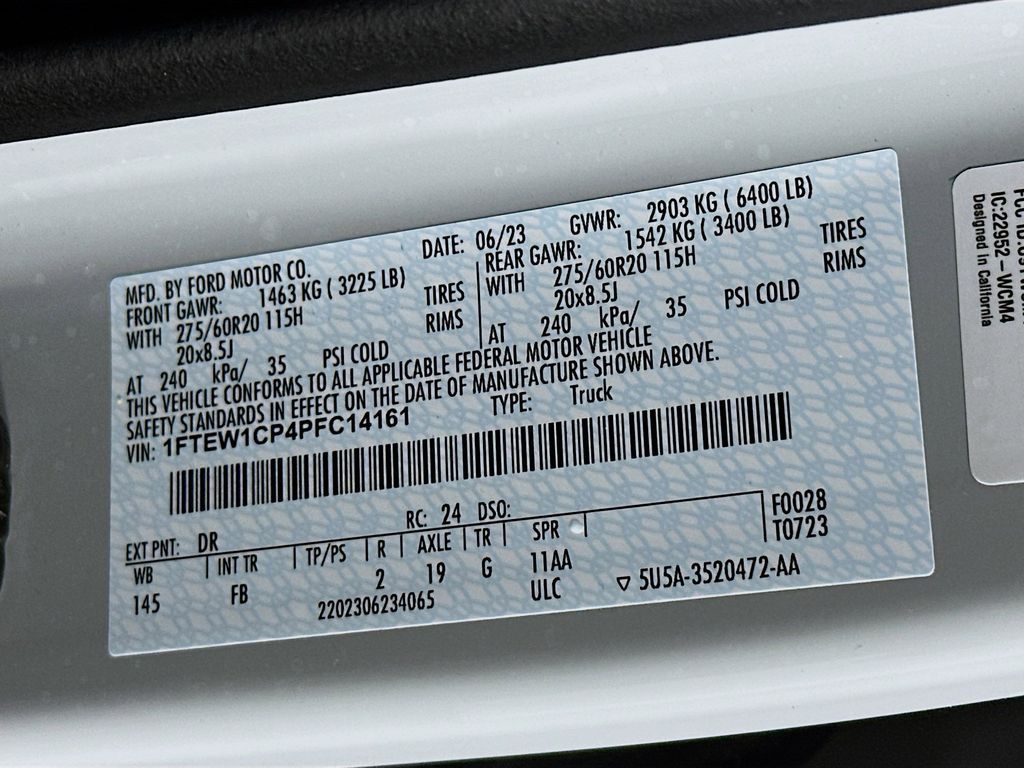 MFD. BY FORD MOTOR CO. DATE: 06/23 GVWR: 2903 KG ( 6400 LB)
FRONT GAWR: 1463 KG ( 3225 LB)
WITH 275/60R20 115H TIRES
20x8.5J RIMS
AT 240 kPa/ 35 PSI COLD
REAR GAWR: 1542 KG ( 3400 LB)
WITH 275/60R20 115H TIRES
20x8.5J RIMS
AT 240 kPa/ 35 PSI COLD
THIS VEHICLE CONFORMS TO ALL APPLICABLE FEDERAL MOTOR VEHICLE
SAFETY STANDARDS IN EFFECT ON THE DATE OF MANUFACTURE SHOWN ABOVE.
VIN: 1FTEW1CP4PFC14161 TYPE: Truck
EXT PNT: DR RC: 24 DSO:
WB INT TR TP/PS R AXLE TR SPR F0028
145 FB 2 19 G 11AA T0723
2202306234065 ULC 5U5A-3520472-AA
IC:22952–WCM4
Designed in California